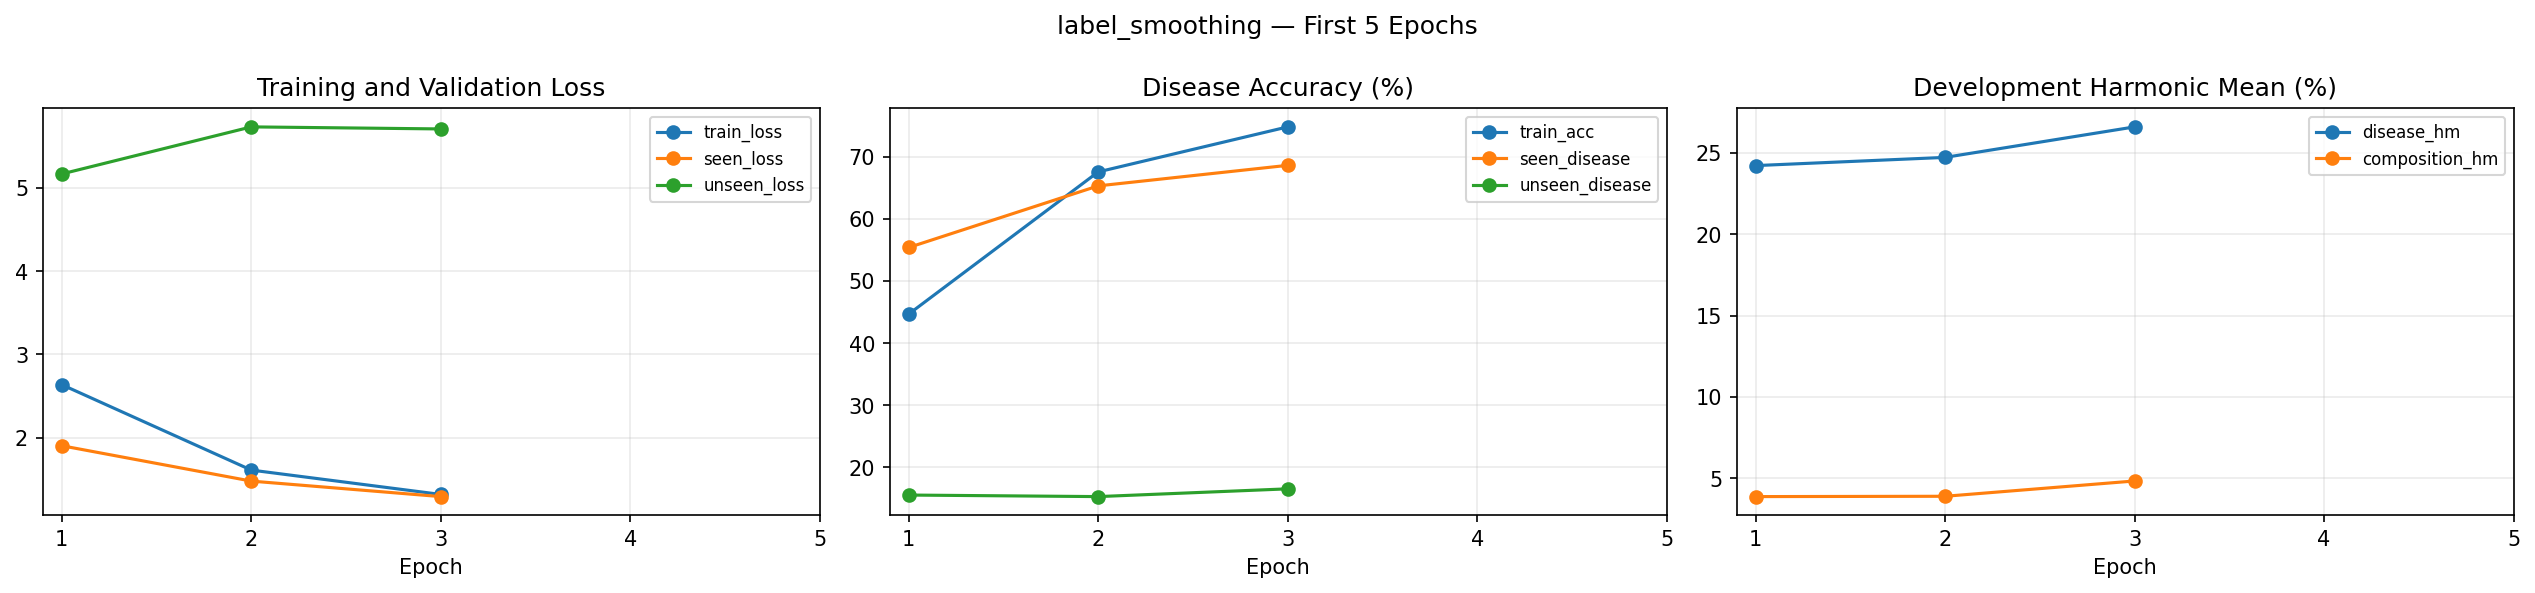 label_smoothing — First 5 Epochs
Training and Validation Loss
train_loss
seen_loss
unseen_loss
5
4
3
2
1 2 3 4 5
Epoch
Disease Accuracy (%)
train_acc
seen_disease
unseen_disease
70
60
50
40
30
20
1 2 3 4 5
Epoch
Development Harmonic Mean (%)
disease_hm
composition_hm
25
20
15
10
5
1 2 3 4 5
Epoch